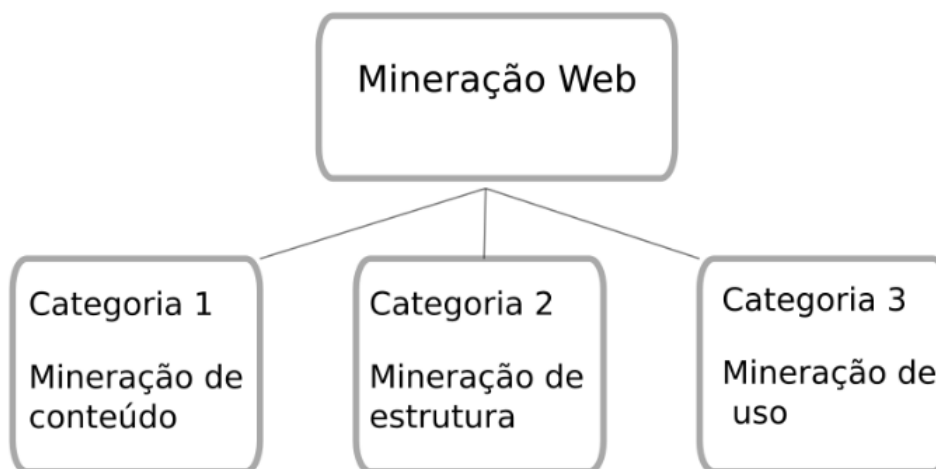 Mineração Web
Categoria 1
Mineração de
conteúdo
Categoria 2
Mineração de
estrutura
Categoria 3
Mineração de
uso